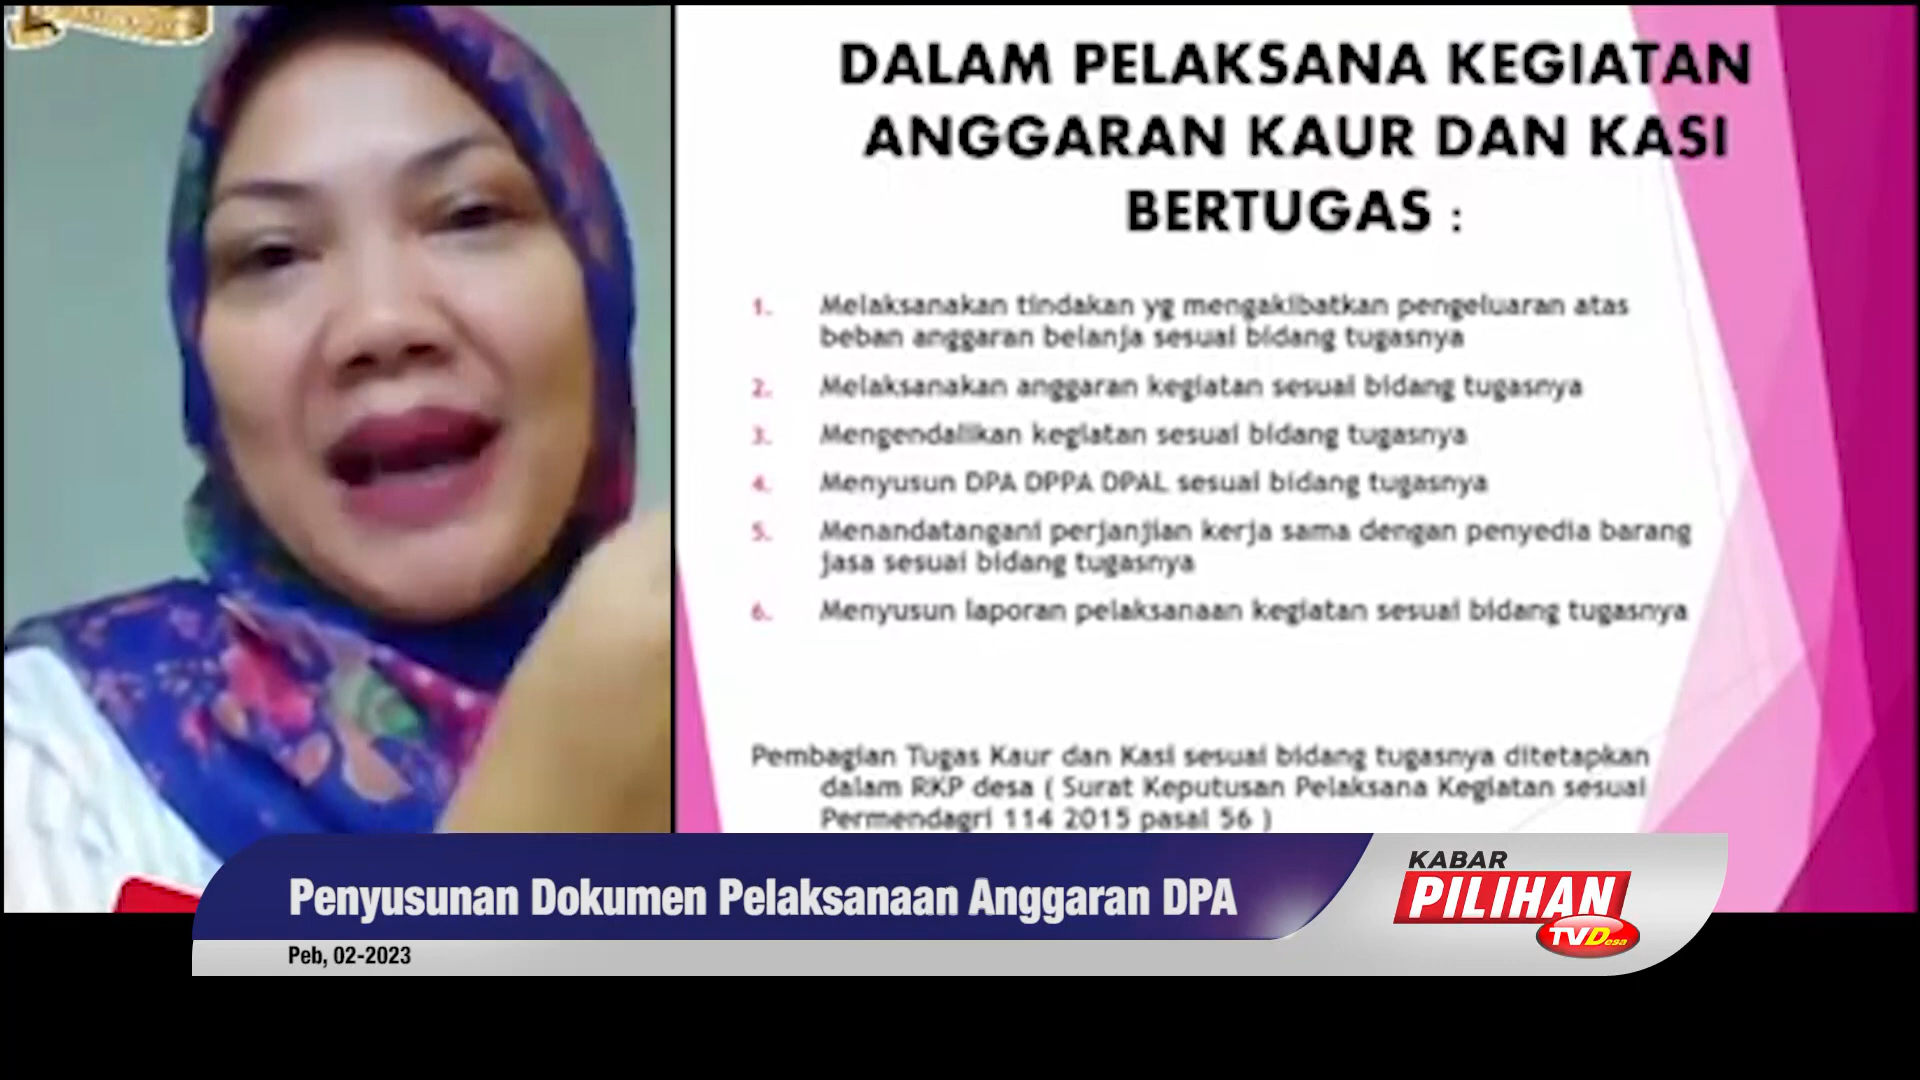 DALAM PELAKSANA KEGIATAN
ANGGARAN KAUR DAN KASI
BERTUGAS :
1. Melaksanakan tindakan yg mengakibatkan pengeluaran atas
beban anggaran belanja sesuai bidang tugasnya
2. Melaksanakan anggaran kegiatan sesuai bidang tugasnya
3. Mengendalikan kegiatan sesuai bidang tugasnya
4. Menyusun DPA DPPA DPAL sesuai bidang tugasnya
5. Menandatangani perjanjian kerja sama dengan penyedia barang
jasa sesuai bidang tugasnya
6. Menyusun laporan pelaksanaan kegiatan sesuai bidang tugasnya
Pembagian Tugas Kaur dan Kasi sesuai bidang tugasnya ditetapkan
dalam RKP desa ( Surat Keputusan Pelaksana Kegiatan sesuai
Permendagri 114 2015 pasal 56 )
Penyusunan Dokumen Pelaksanaan Anggaran DPA
Peb, 02-2023
KABAR
PILIHAN
TVDesa